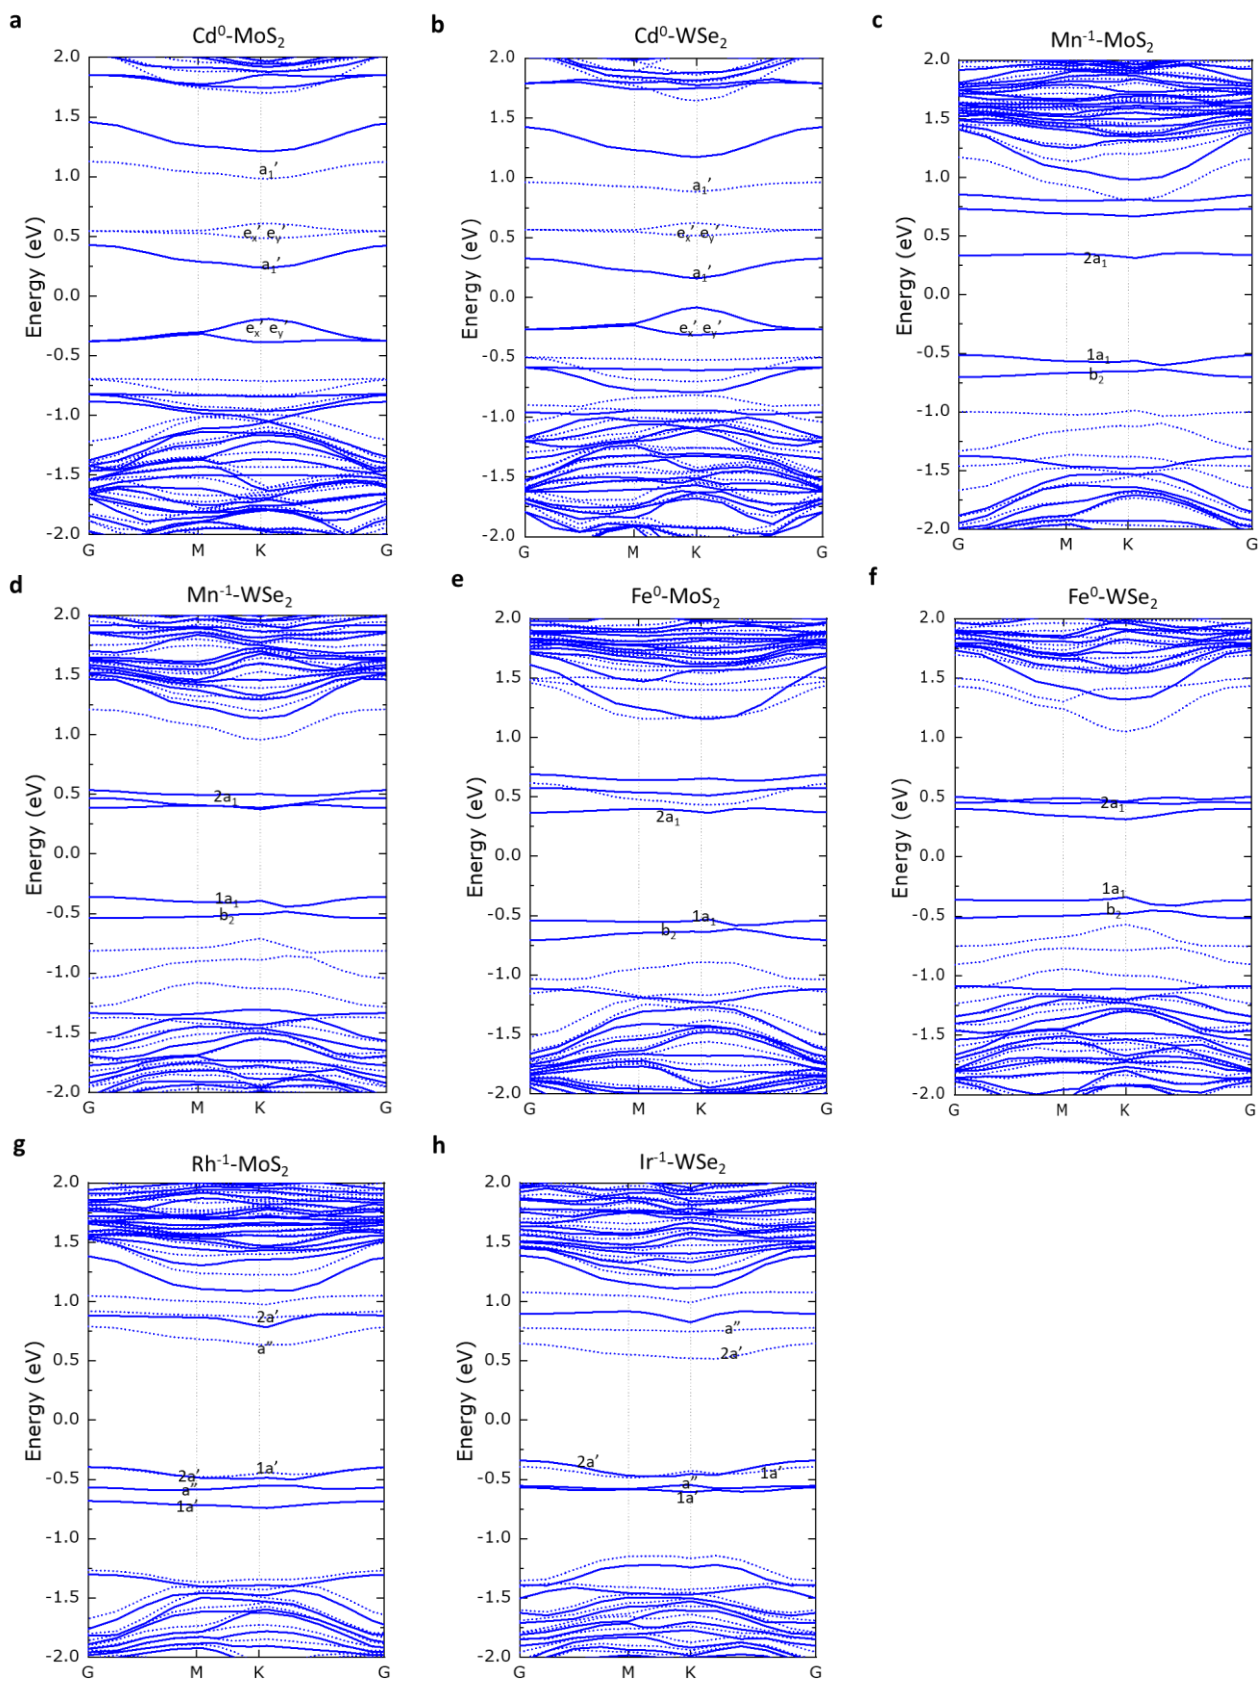 a
Cd⁰-MoS₂
Energy (eV)
2.0
1.5
1.0
0.5
0.0
-0.5
-1.0
-1.5
-2.0
a₁′
eₓ′ e_y′
a₁′
eₓ′ e_y′
G M K G
b
Cd⁰-WSe₂
Energy (eV)
2.0
1.5
1.0
0.5
0.0
-0.5
-1.0
-1.5
-2.0
a₁′
eₓ′ e_y′
a₁′
eₓ′ e_y′
G M K G
c
Mn⁻¹-MoS₂
Energy (eV)
2.0
1.5
1.0
0.5
0.0
-0.5
-1.0
-1.5
-2.0
2a₁
1a₁
b₂
G M K G
d
Mn⁻¹-WSe₂
Energy (eV)
2.0
1.5
1.0
0.5
0.0
-0.5
-1.0
-1.5
-2.0
2a₁
1a₁
b₂
G M K G
e
Fe⁰-MoS₂
Energy (eV)
2.0
1.5
1.0
0.5
0.0
-0.5
-1.0
-1.5
-2.0
2a₁
1a₁
b₂
G M K G
f
Fe⁰-WSe₂
Energy (eV)
2.0
1.5
1.0
0.5
0.0
-0.5
-1.0
-1.5
-2.0
2a₁
1a₁
b₂
G M K G
g
Rh⁻¹-MoS₂
Energy (eV)
2.0
1.5
1.0
0.5
0.0
-0.5
-1.0
-1.5
-2.0
2a′
a″
2a′ 1a′
a″
1a′
G M K G
h
Ir⁻¹-WSe₂
Energy (eV)
2.0
1.5
1.0
0.5
0.0
-0.5
-1.0
-1.5
-2.0
a″
2a′
2a′ 1a′
a″
1a′
G M K G